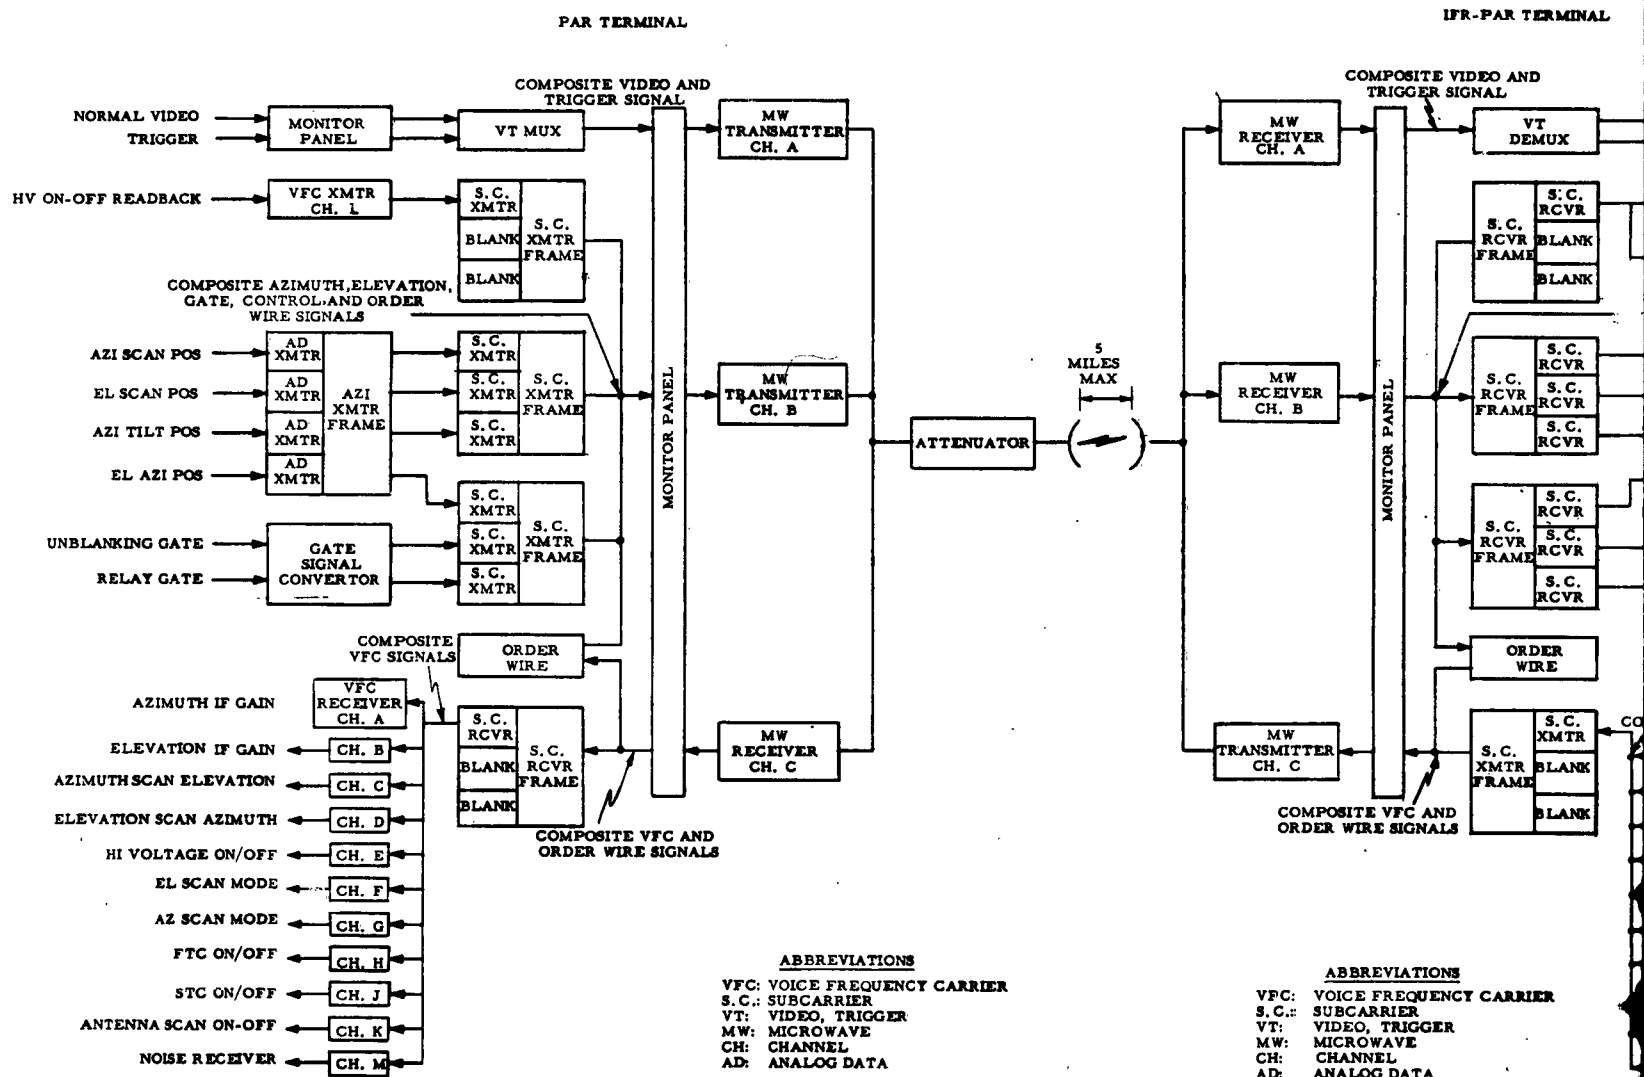 PAR TERMINAL
IFR-PAR TERMINAL
COMPOSITE VIDEO AND
TRIGGER SIGNAL
NORMAL VIDEO
TRIGGER
MONITOR
PANEL
VT MUX
MW
TRANSMITTER
CH. A
HV ON-OFF READBACK
VFC XMTR
CH. L
S.C.
XMTR
BLANK
BLANK
S.C.
XMTR
FRAME
COMPOSITE AZIMUTH, ELEVATION,
GATE, CONTROL, AND ORDER
WIRE SIGNALS
AZI SCAN POS
EL SCAN POS
AZI TILT POS
EL AZI POS
AD
XMTR
AD
XMTR
AD
XMTR
AD
XMTR
AZI
XMTR
FRAME
S.C.
XMTR
S.C.
XMTR
S.C.
XMTR
S.C.
XMTR
FRAME
MW
TRANSMITTER
CH. B
UNBLANKING GATE
RELAY GATE
GATE
SIGNAL
CONVERTOR
S.C.
XMTR
S.C.
XMTR
S.C.
XMTR
S.C.
XMTR
FRAME
MONITOR PANEL
ORDER
WIRE
COMPOSITE
VFC SIGNALS
AZIMUTH IF GAIN
VFC
RECEIVER
CH. A
ELEVATION IF GAIN
CH. B
AZIMUTH SCAN ELEVATION
CH. C
ELEVATION SCAN AZIMUTH
CH. D
HI VOLTAGE ON/OFF
CH. E
EL SCAN MODE
CH. F
AZ SCAN MODE
CH. G
FTC ON/OFF
CH. H
STC ON/OFF
CH. J
ANTENNA SCAN ON-OFF
CH. K
NOISE RECEIVER
CH. M
S.C.
RCVR
BLANK
BLANK
S.C.
RCVR
FRAME
MW
RECEIVER
CH. C
COMPOSITE VFC AND
ORDER WIRE SIGNALS
ATTENUATOR
5
MILES
MAX
MW
RECEIVER
CH. A
MW
RECEIVER
CH. B
MW
TRANSMITTER
CH. C
MONITOR PANEL
COMPOSITE VIDEO AND
TRIGGER SIGNAL
VT
DEMUX
S.C.
RCVR
FRAME
S.C.
RCVR
BLANK
BLANK
S.C.
RCVR
FRAME
S.C.
RCVR
S.C.
RCVR
S.C.
RCVR
S.C.
RCVR
FRAME
S.C.
RCVR
S.C.
RCVR
S.C.
RCVR
ORDER
WIRE
S.C.
XMTR
FRAME
S.C.
XMTR
BLANK
BLANK
CO
COMPOSITE VFC AND
ORDER WIRE SIGNALS
ABBREVIATIONS
VFC: VOICE FREQUENCY CARRIER
S.C.: SUBCARRIER
VT: VIDEO, TRIGGER
MW: MICROWAVE
CH: CHANNEL
AD: ANALOG DATA
ABBREVIATIONS
VFC: VOICE FREQUENCY CARRIER
S.C.: SUBCARRIER
VT: VIDEO, TRIGGER
MW: MICROWAVE
CH: CHANNEL
AD: ANALOG DATA